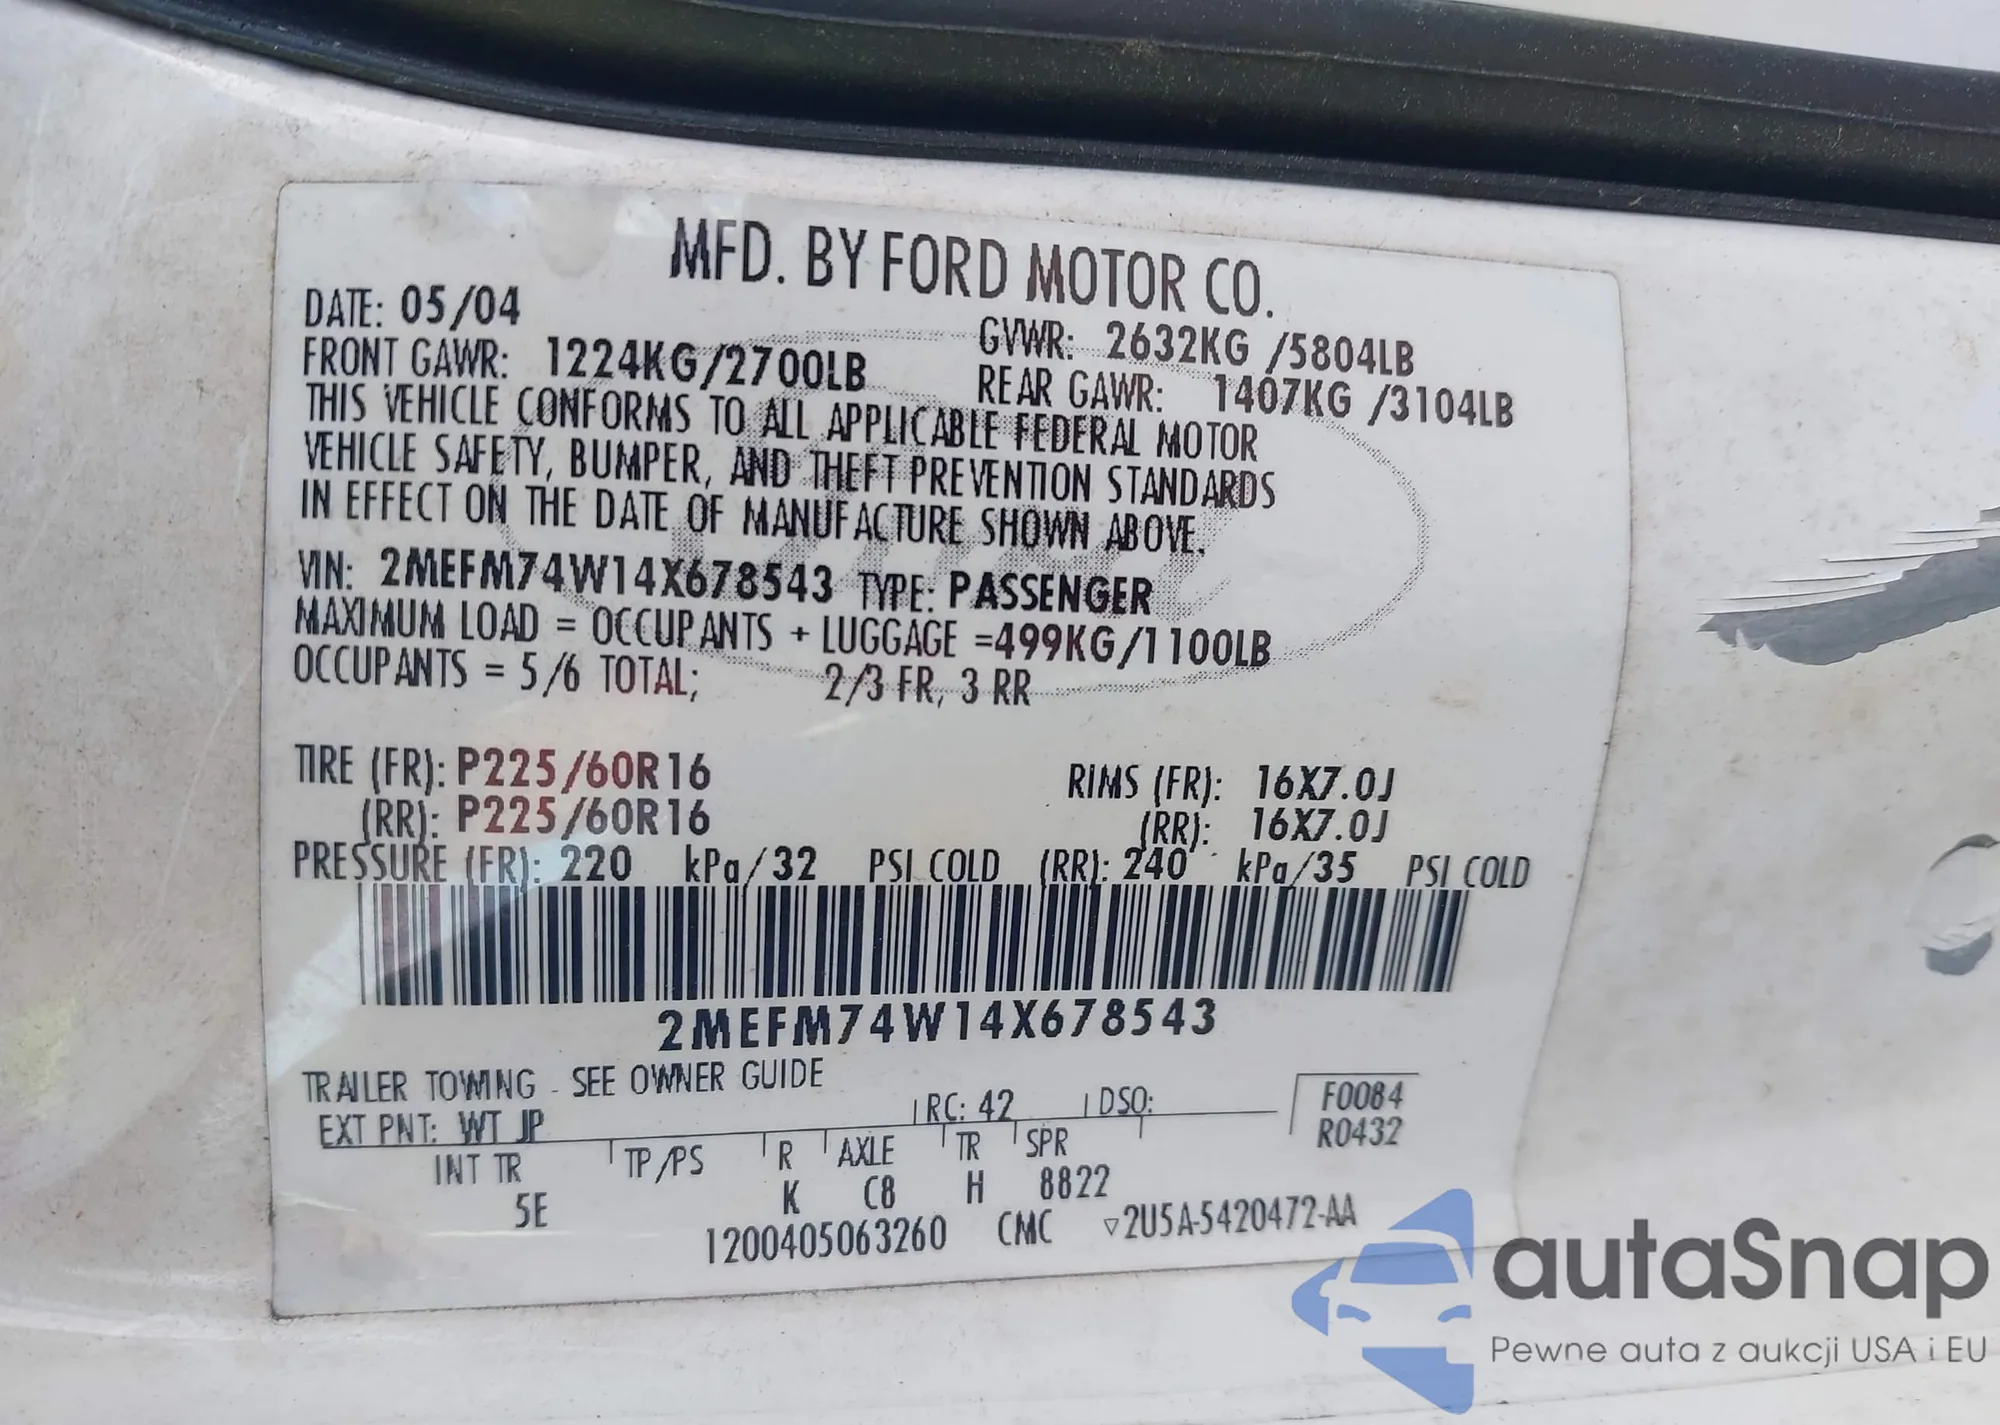 MFD. BY FORD MOTOR CO.
DATE: 05/04
GVWR: 2632KG /5804LB
FRONT GAWR: 1224KG/2700LB
REAR GAWR: 1407KG /3104LB
THIS VEHICLE CONFORMS TO ALL APPLICABLE FEDERAL MOTOR
VEHICLE SAFETY, BUMPER, AND THEFT PREVENTION STANDARDS
IN EFFECT ON THE DATE OF MANUFACTURE SHOWN ABOVE.
VIN: 2MEFM74W14X678543 TYPE: PASSENGER
MAXIMUM LOAD = OCCUPANTS + LUGGAGE =499KG/1100LB
OCCUPANTS = 5/6 TOTAL; 2/3 FR, 3 RR
TIRE (FR): P225/60R16 RIMS (FR): 16X7.0J
(RR): P225/60R16 (RR): 16X7.0J
PRESSURE (FR): 220 kPa/32 PSI COLD (RR): 240 kPa/35 PSI COLD
2MEFM74W14X678543
TRAILER TOWING - SEE OWNER GUIDE
EXT PNT: WT JP RC: 42 DSO: F0084
R0432
INT TR TP/PS R AXLE TR SPR
5E K C8 H 8822
1200405063260 CMC ▽2U5A-5420472-AA
autaSnap
Pewne auta z aukcji USA i EU